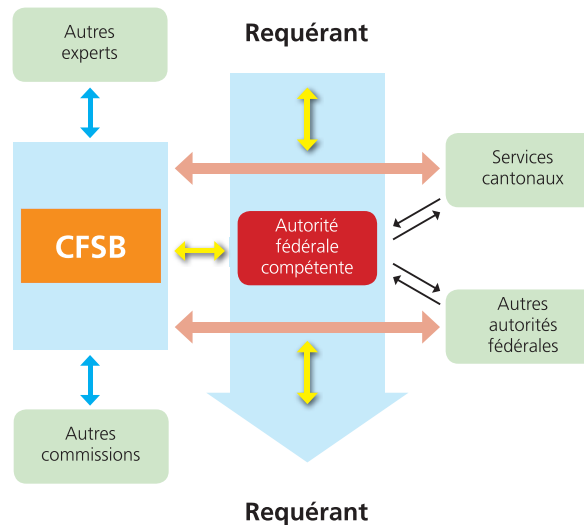 Autres
experts
Requérant
Services
cantonaux
CFSB
Autorité
fédérale
compétente
Autres
autorités
fédérales
Autres
commissions
Requérant